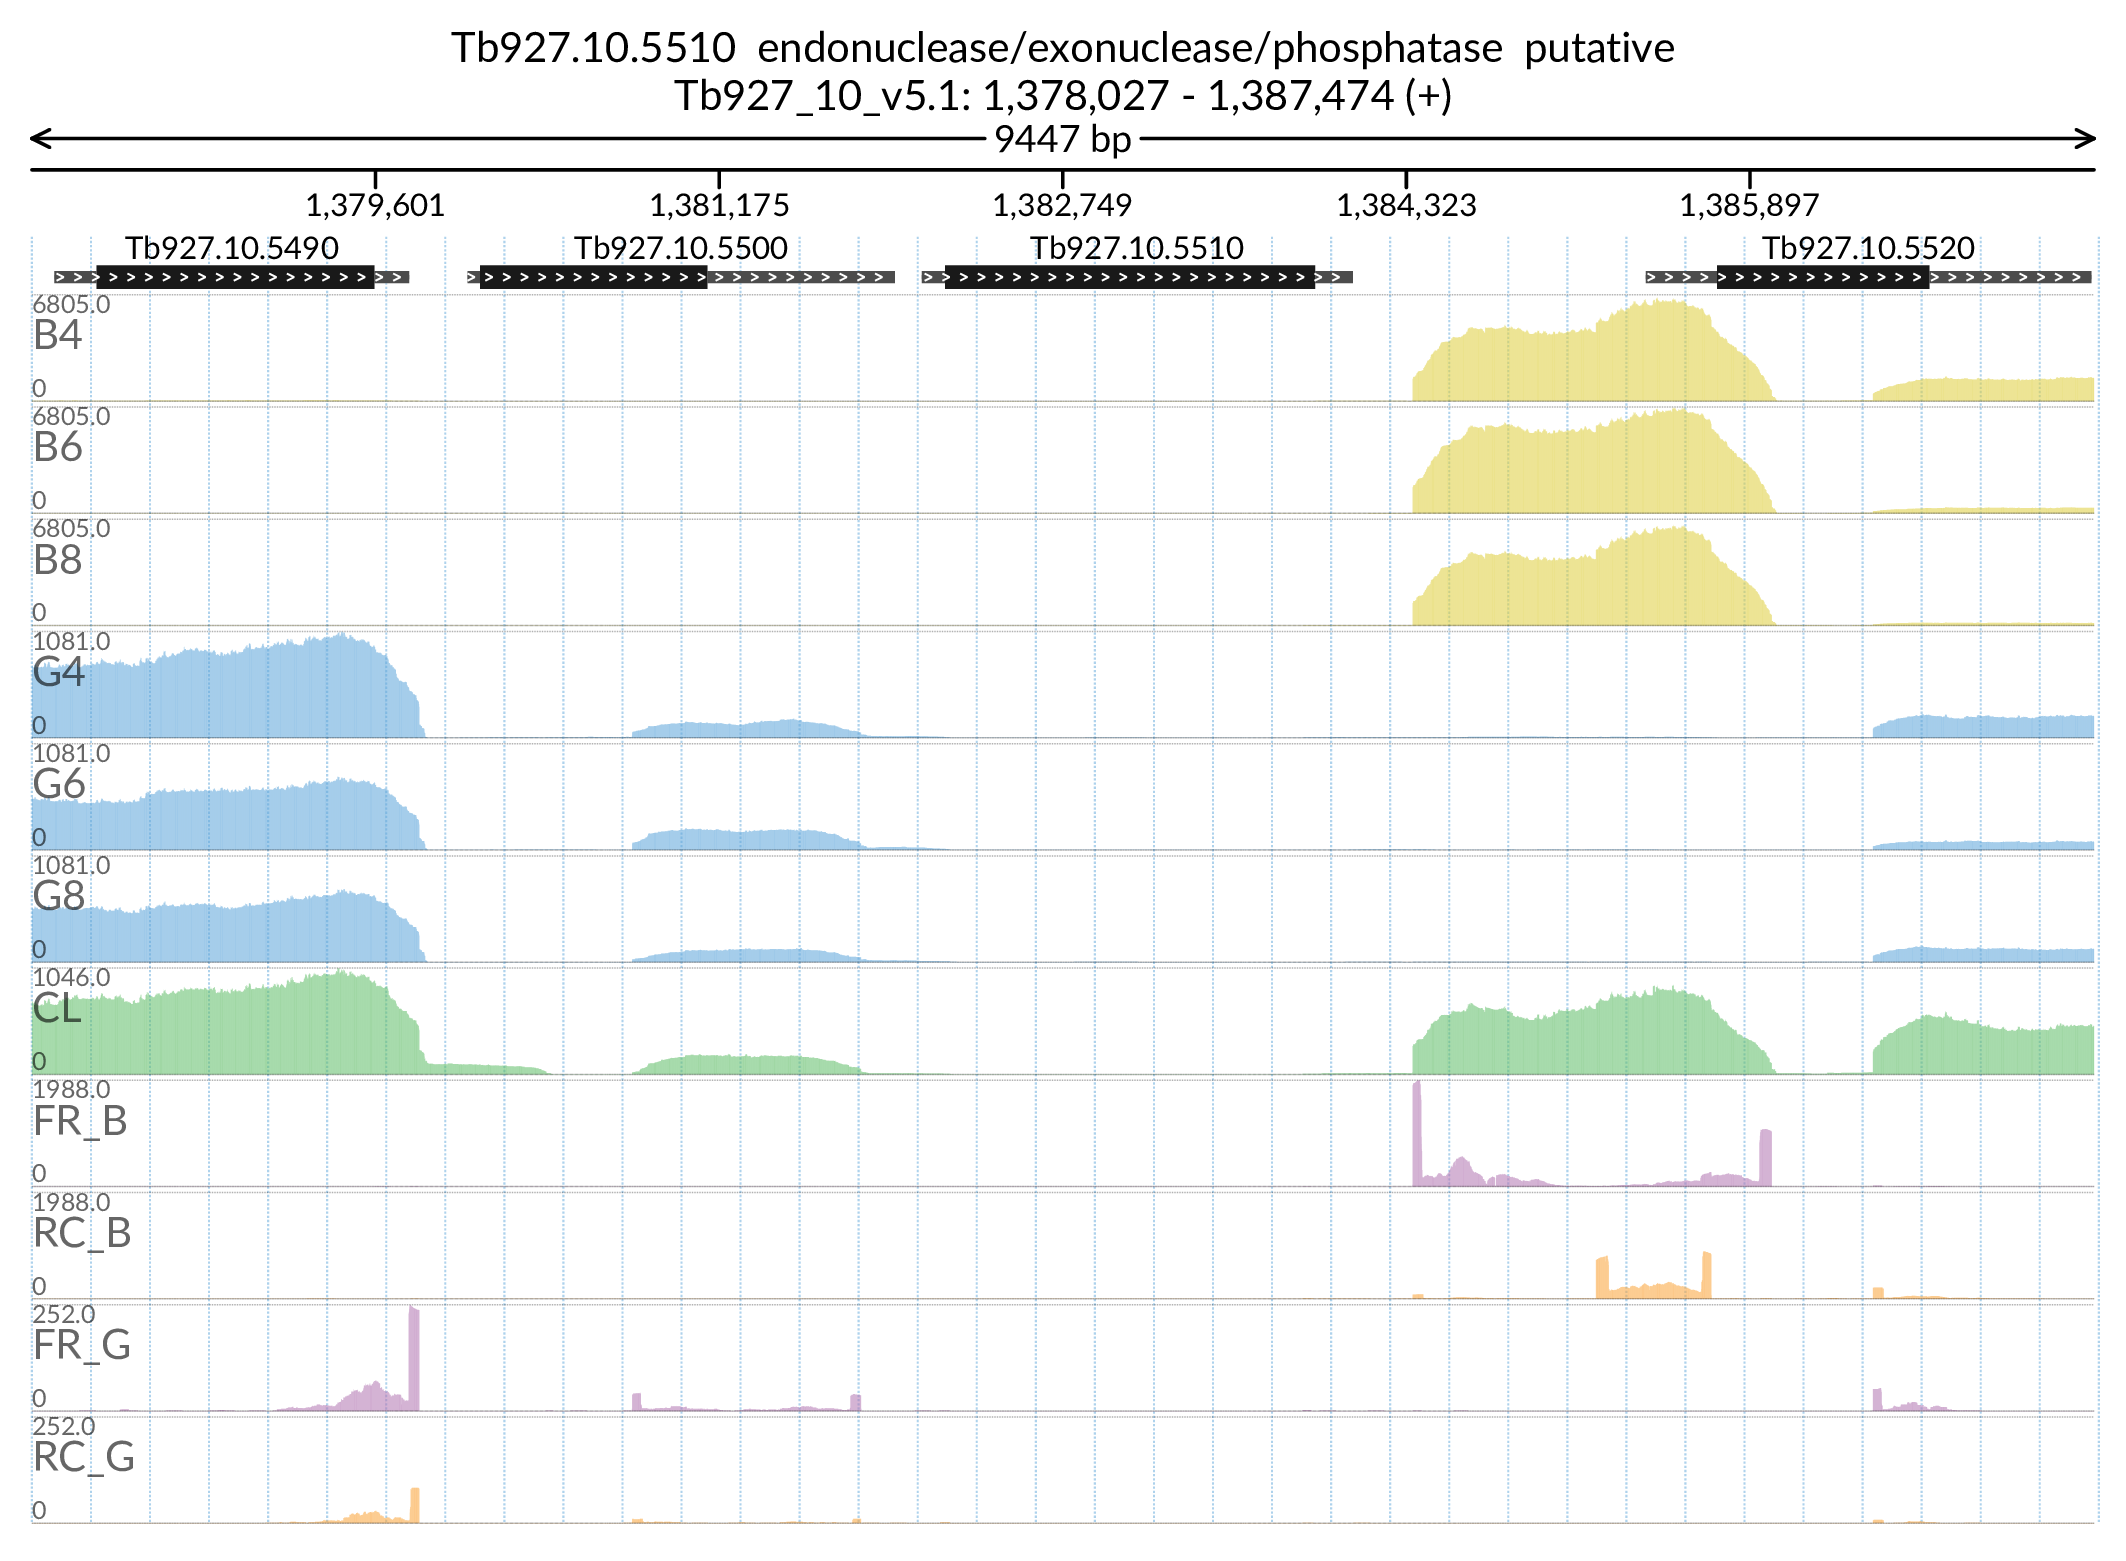 Tb927.10.5510 endonuclease/exonuclease/phosphatase putative
Tb927_10_v5.1: 1,378,027 - 1,387,474 (+)
9447 bp
1,379,601 1,381,175 1,382,749 1,384,323 1,385,897
Tb927.10.5490 Tb927.10.5500 Tb927.10.5510 Tb927.10.5520
6805.0
B4
0
6805.0
B6
0
6805.0
B8
0
1081.0
G4
0
1081.0
G6
0
1081.0
G8
0
1046.0
CL
0
1988.0
FR_B
0
1988.0
RC_B
0
252.0
FR_G
0
252.0
RC_G
0